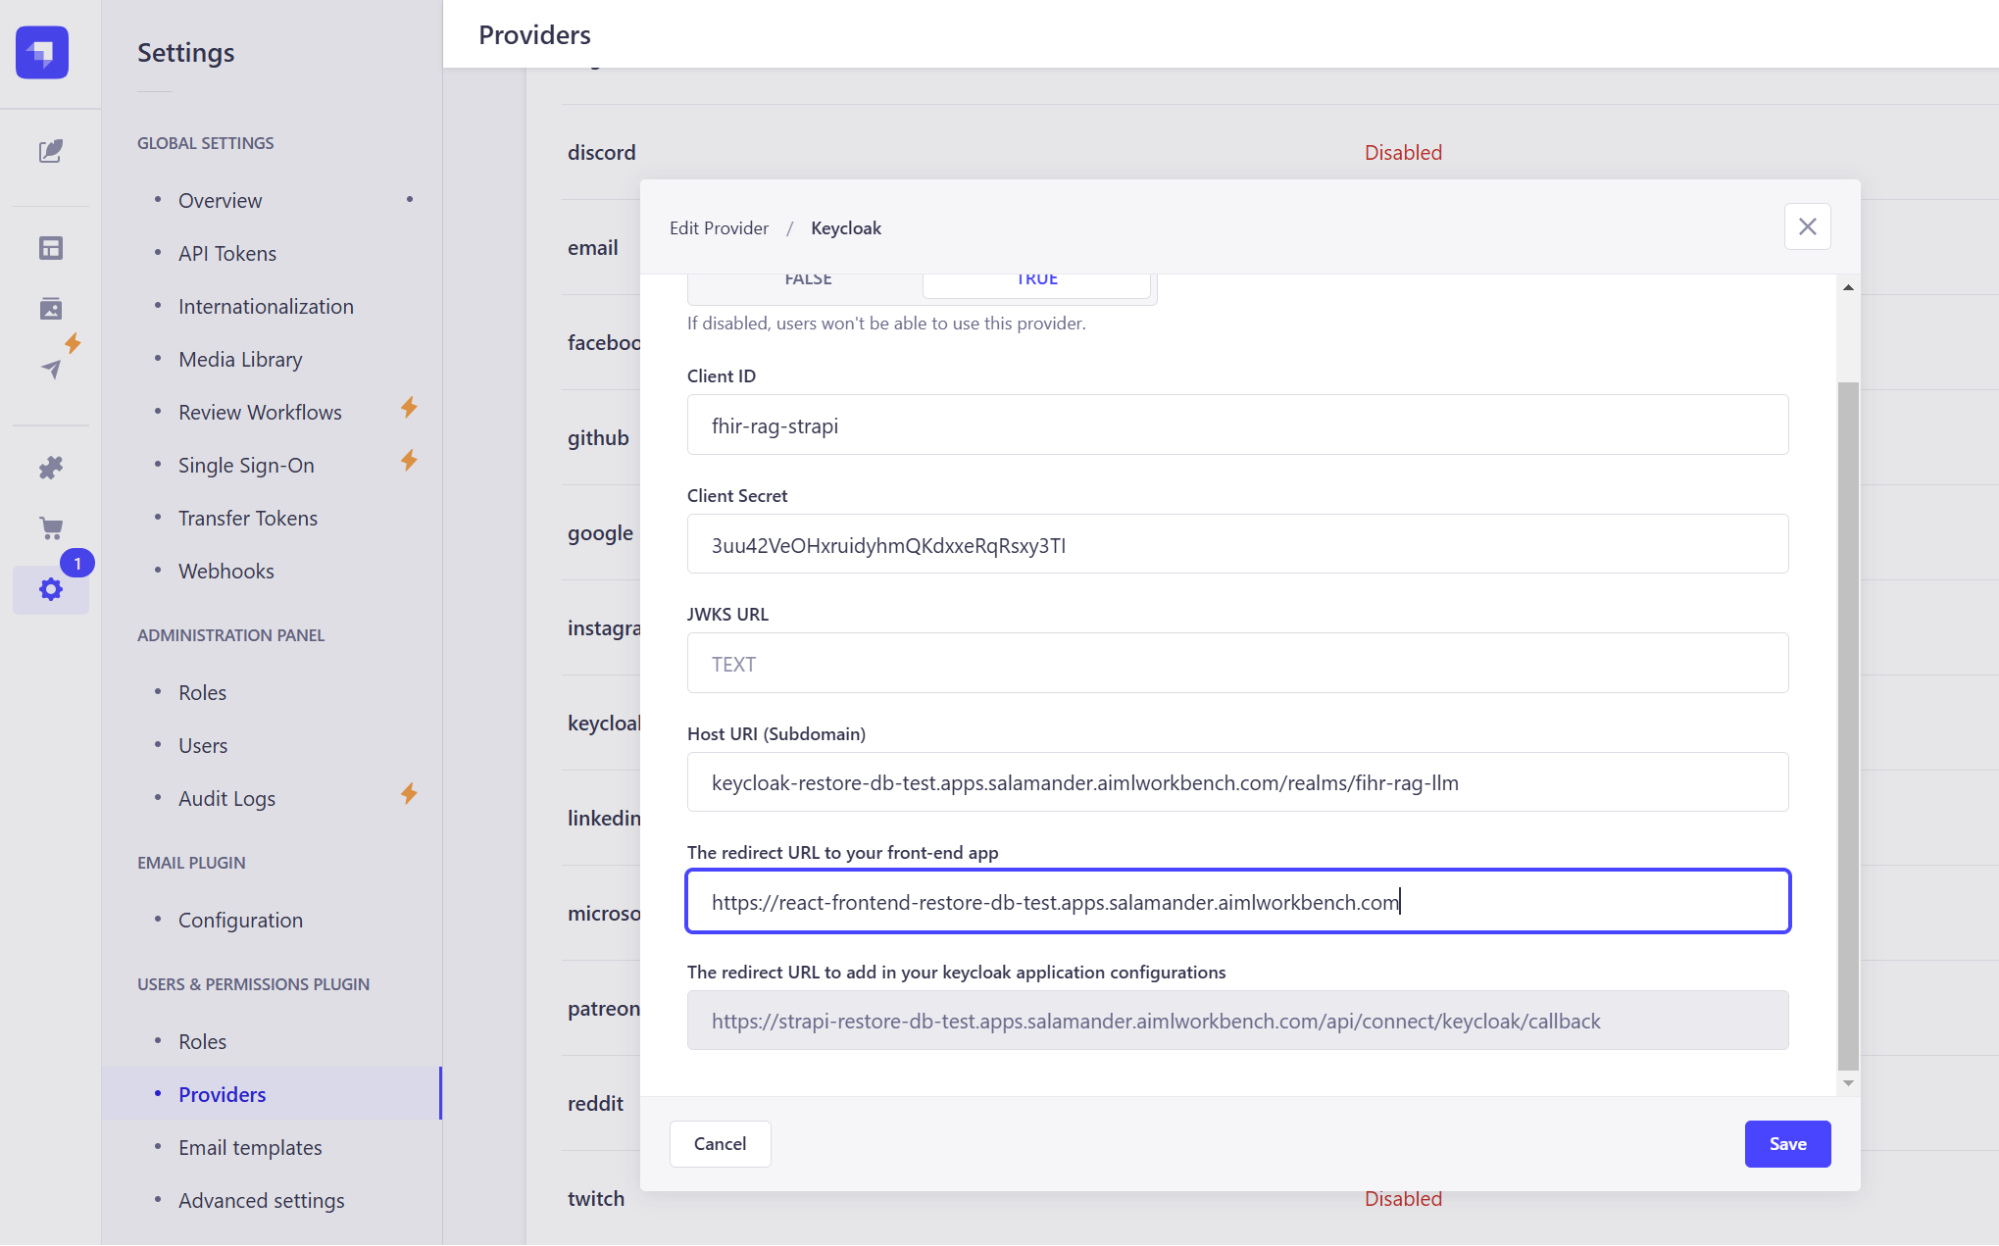 Settings
GLOBAL SETTINGS
Overview
API Tokens
Internationalization
Media Library
Review Workflows
Single Sign-On
Transfer Tokens
Webhooks
1
ADMINISTRATION PANEL
Roles
Users
Audit Logs
EMAIL PLUGIN
Configuration
USERS & PERMISSIONS PLUGIN
Roles
Providers
Email templates
Advanced settings
Providers
discord Disabled
email
faceboo
github
google
instagra
keycloa
linkedin
microso
patreon
reddit
twitch Disabled
Edit Provider / Keycloak
FALSE TRUE
If disabled, users won't be able to use this provider.
Client ID
fhir-rag-strapi
Client Secret
3uu42VeOHxruidyhmQKdxxeRqRsxy3TI
JWKS URL
TEXT
Host URI (Subdomain)
keycloak-restore-db-test.apps.salamander.aimlworkbench.com/realms/fihr-rag-llm
The redirect URL to your front-end app
https://react-frontend-restore-db-test.apps.salamander.aimlworkbench.com
The redirect URL to add in your keycloak application configurations
https://strapi-restore-db-test.apps.salamander.aimlworkbench.com/api/connect/keycloak/callback
Cancel
Save